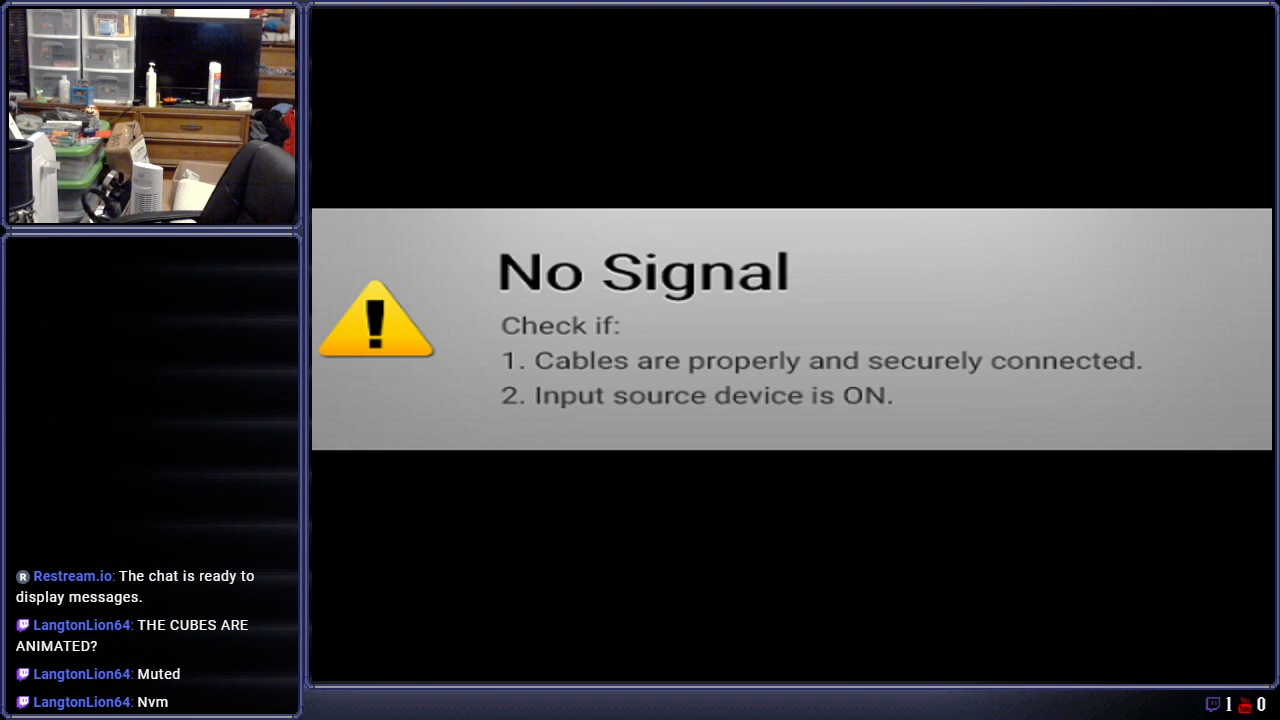 No Signal
Check if:
1. Cables are properly and securely connected.
2. Input source device is ON.
R Restream.io: The chat is ready to
display messages.
LangtonLion64: THE CUBES ARE
ANIMATED?
LangtonLion64: Muted
LangtonLion64: Nvm
1 0